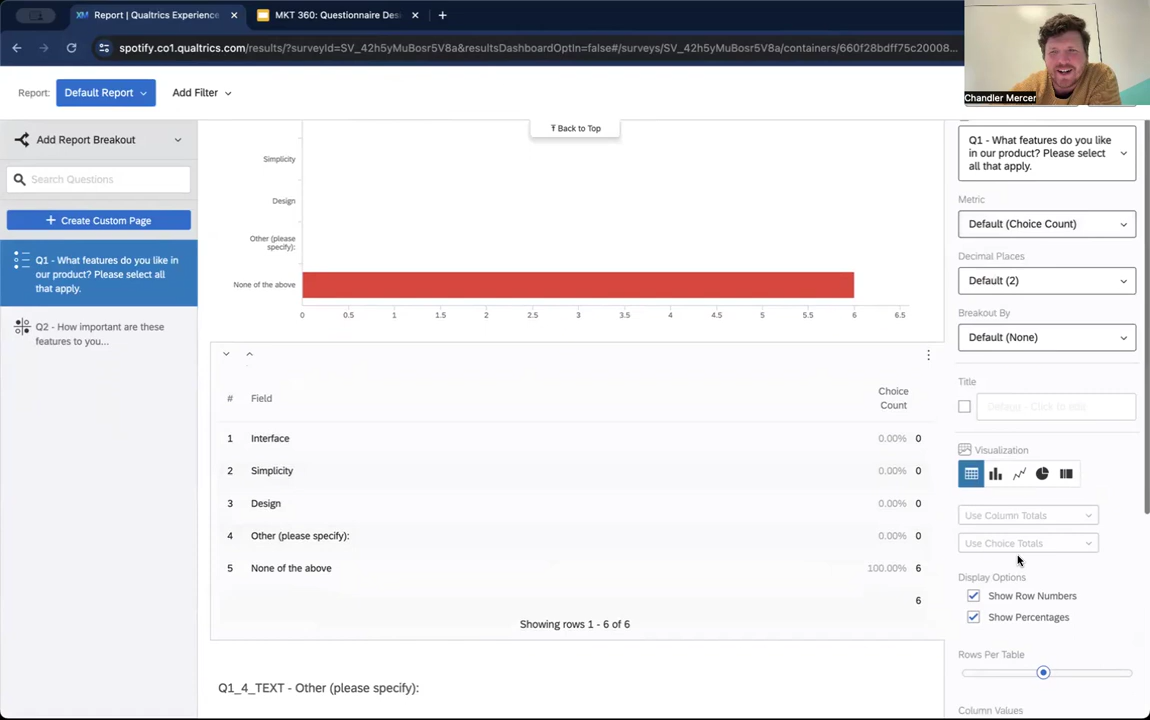 Report | Qualtrics Experience
MKT 360: Questionnaire Des
spotify.co1.qualtrics.com/results/?surveyId=SV_42h5yMuBosr5V8a&resultsDashboardOptIn=false#/surveys/SV_42h5yMuBosr5V8a/containers/660f28bdff75c20008...
Chandler Mercer
Report:
Default Report
Add Filter
Add Report Breakout
Search Questions
+ Create Custom Page
Q1 - What features do you like
in our product? Please select all
that apply.
Q2 - How important are these
features to you...
Back to Top
Simplicity
Design
Other (please
specify):
None of the above
0 0.5 1 1.5 2 2.5 3 3.5 4 4.5 5 5.5 6 6.5
# Field Choice
Count
1 Interface 0.00% 0
2 Simplicity 0.00% 0
3 Design 0.00% 0
4 Other (please specify): 0.00% 0
5 None of the above 100.00% 6
6
Showing rows 1 - 6 of 6
Q1_4_TEXT - Other (please specify):
Q1 - What features do you like
in our product? Please select
all that apply.
Metric
Default (Choice Count)
Decimal Places
Default (2)
Breakout By
Default (None)
Title
Default - Click to edit
Visualization
Use Column Totals
Use Choice Totals
Display Options
Show Row Numbers
Show Percentages
Rows Per Table
Column Values